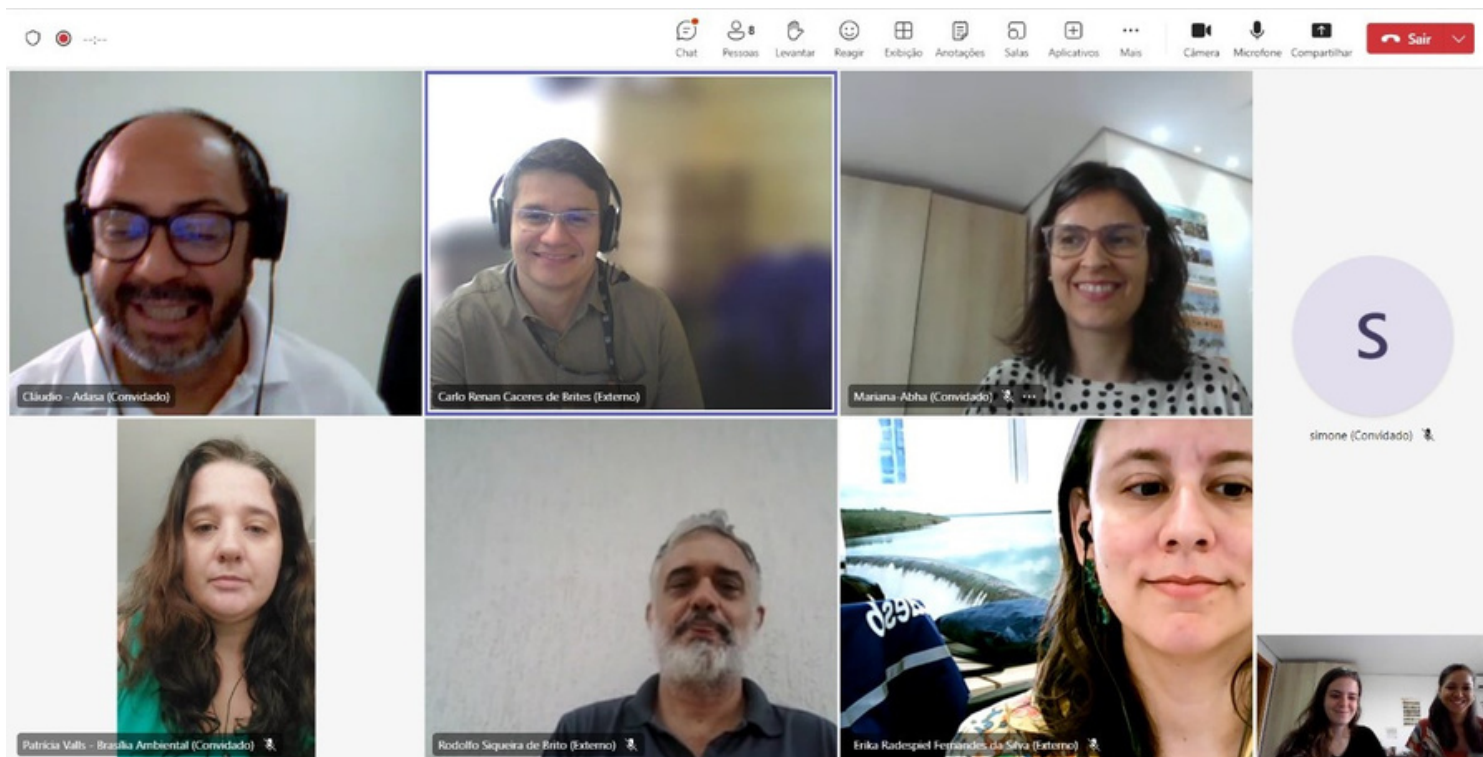 --:--
8
Chat Pessoas Levantar Reagir Exibição Anotações Salas Aplicativos Mais Câmera Microfone Compartilhar Sair
Cláudio - Adasa (Convidado)
Carlo Renan Caceres de Brites (Externo)
Mariana-Abha (Convidado)
S
simone (Convidado)
aesb
Patrícia Valls - Brasília Ambiental (Convidado)
Rodolfo Siqueira de Brito (Externo)
Erika Radespiel Fernandes da Silva (Externo)